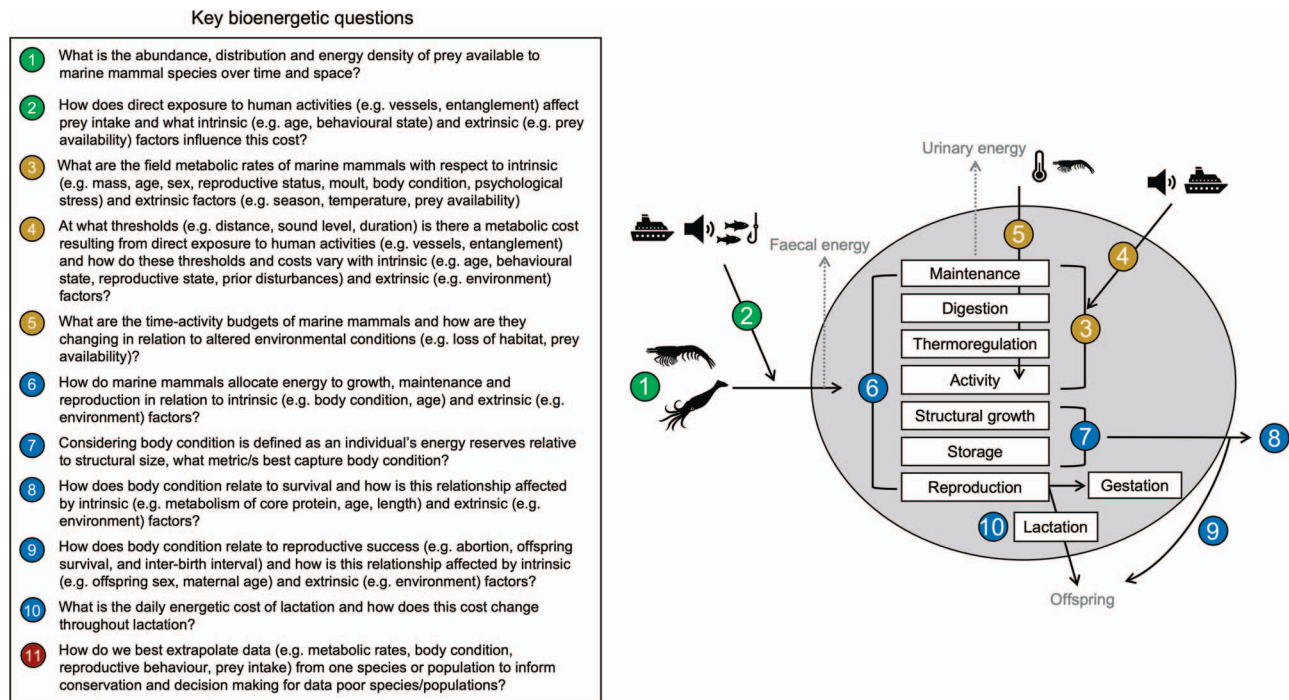 Key bioenergetic questions
1
What is the abundance, distribution and energy density of prey available to
marine mammal species over time and space?
2
How does direct exposure to human activities (e.g. vessels, entanglement) affect
prey intake and what intrinsic (e.g. age, behavioural state) and extrinsic (e.g. prey
availability) factors influence this cost?
3
What are the field metabolic rates of marine mammals with respect to intrinsic
(e.g. mass, age, sex, reproductive status, moult, body condition, psychological
stress) and extrinsic factors (e.g. season, temperature, prey availability)
4
At what thresholds (e.g. distance, sound level, duration) is there a metabolic cost
resulting from direct exposure to human activities (e.g. vessels, entanglement)
and how do these thresholds and costs vary with intrinsic (e.g. age, behavioural
state, reproductive state, prior disturbances) and extrinsic (e.g. environment)
factors?
5
What are the time-activity budgets of marine mammals and how are they
changing in relation to altered environmental conditions (e.g. loss of habitat, prey
availability)?
6
How do marine mammals allocate energy to growth, maintenance and
reproduction in relation to intrinsic (e.g. body condition, age) and extrinsic (e.g.
environment) factors?
7
Considering body condition is defined as an individual's energy reserves relative
to structural size, what metric/s best capture body condition?
8
How does body condition relate to survival and how is this relationship affected
by intrinsic (e.g. metabolism of core protein, age, length) and extrinsic (e.g.
environment) factors?
9
How does body condition relate to reproductive success (e.g. abortion, offspring
survival, and inter-birth interval) and how is this relationship affected by intrinsic
(e.g. offspring sex, maternal age) and extrinsic (e.g. environment) factors?
10
What is the daily energetic cost of lactation and how does this cost change
throughout lactation?
11
How do we best extrapolate data (e.g. metabolic rates, body condition,
reproductive behaviour, prey intake) from one species or population to inform
conservation and decision making for data poor species/populations?
Urinary energy
Faecal energy
5
4
Maintenance
Digestion
2
3
Thermoregulation
1
6
Activity
Structural growth
7
8
Storage
Reproduction
Gestation
10
Lactation
9
Offspring